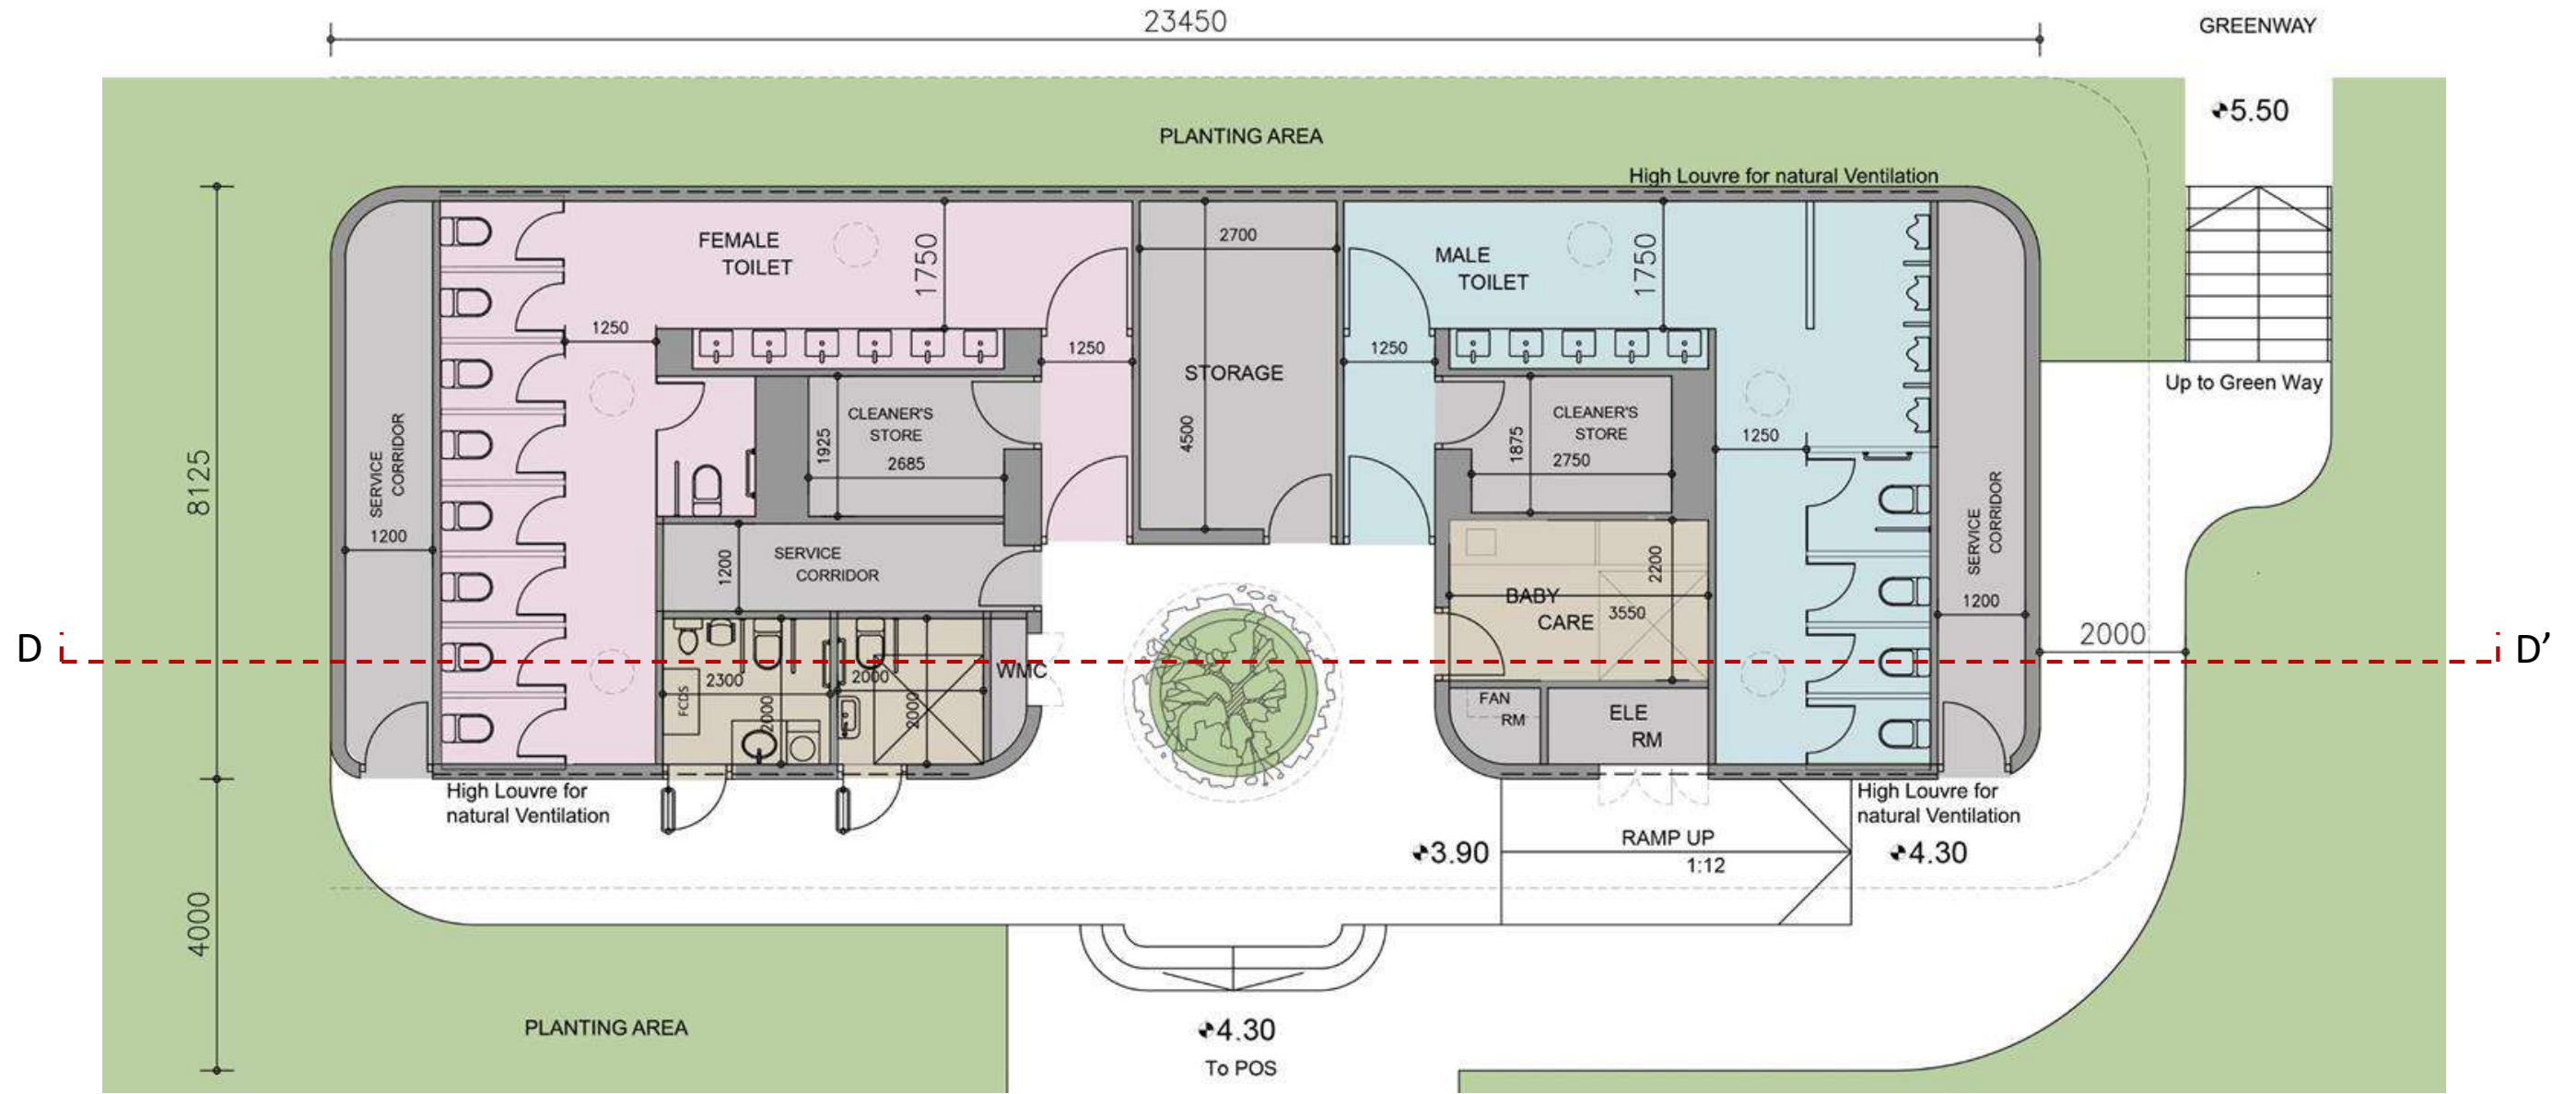 23450
GREENWAY
5.50
PLANTING AREA
High Louvre for natural Ventilation
FEMALE
TOILET
1750
2700
MALE
TOILET
1750
1250
1250
STORAGE
1250
Up to Green Way
8125
SERVICE
CORRIDOR
1200
CLEANER'S
STORE
1925
2685
4500
CLEANER'S
STORE
1875
2750
1250
SERVICE
CORRIDOR
1200
1200
SERVICE
CORRIDOR
2200
BABY
CARE
3550
2000
D
D’
WMC
2300
2000
FCDS
2000
2000
FAN
RM
ELE
RM
High Louvre for
natural Ventilation
High Louvre for
natural Ventilation
3.90
RAMP UP
1:12
4.30
4000
PLANTING AREA
4.30
To POS